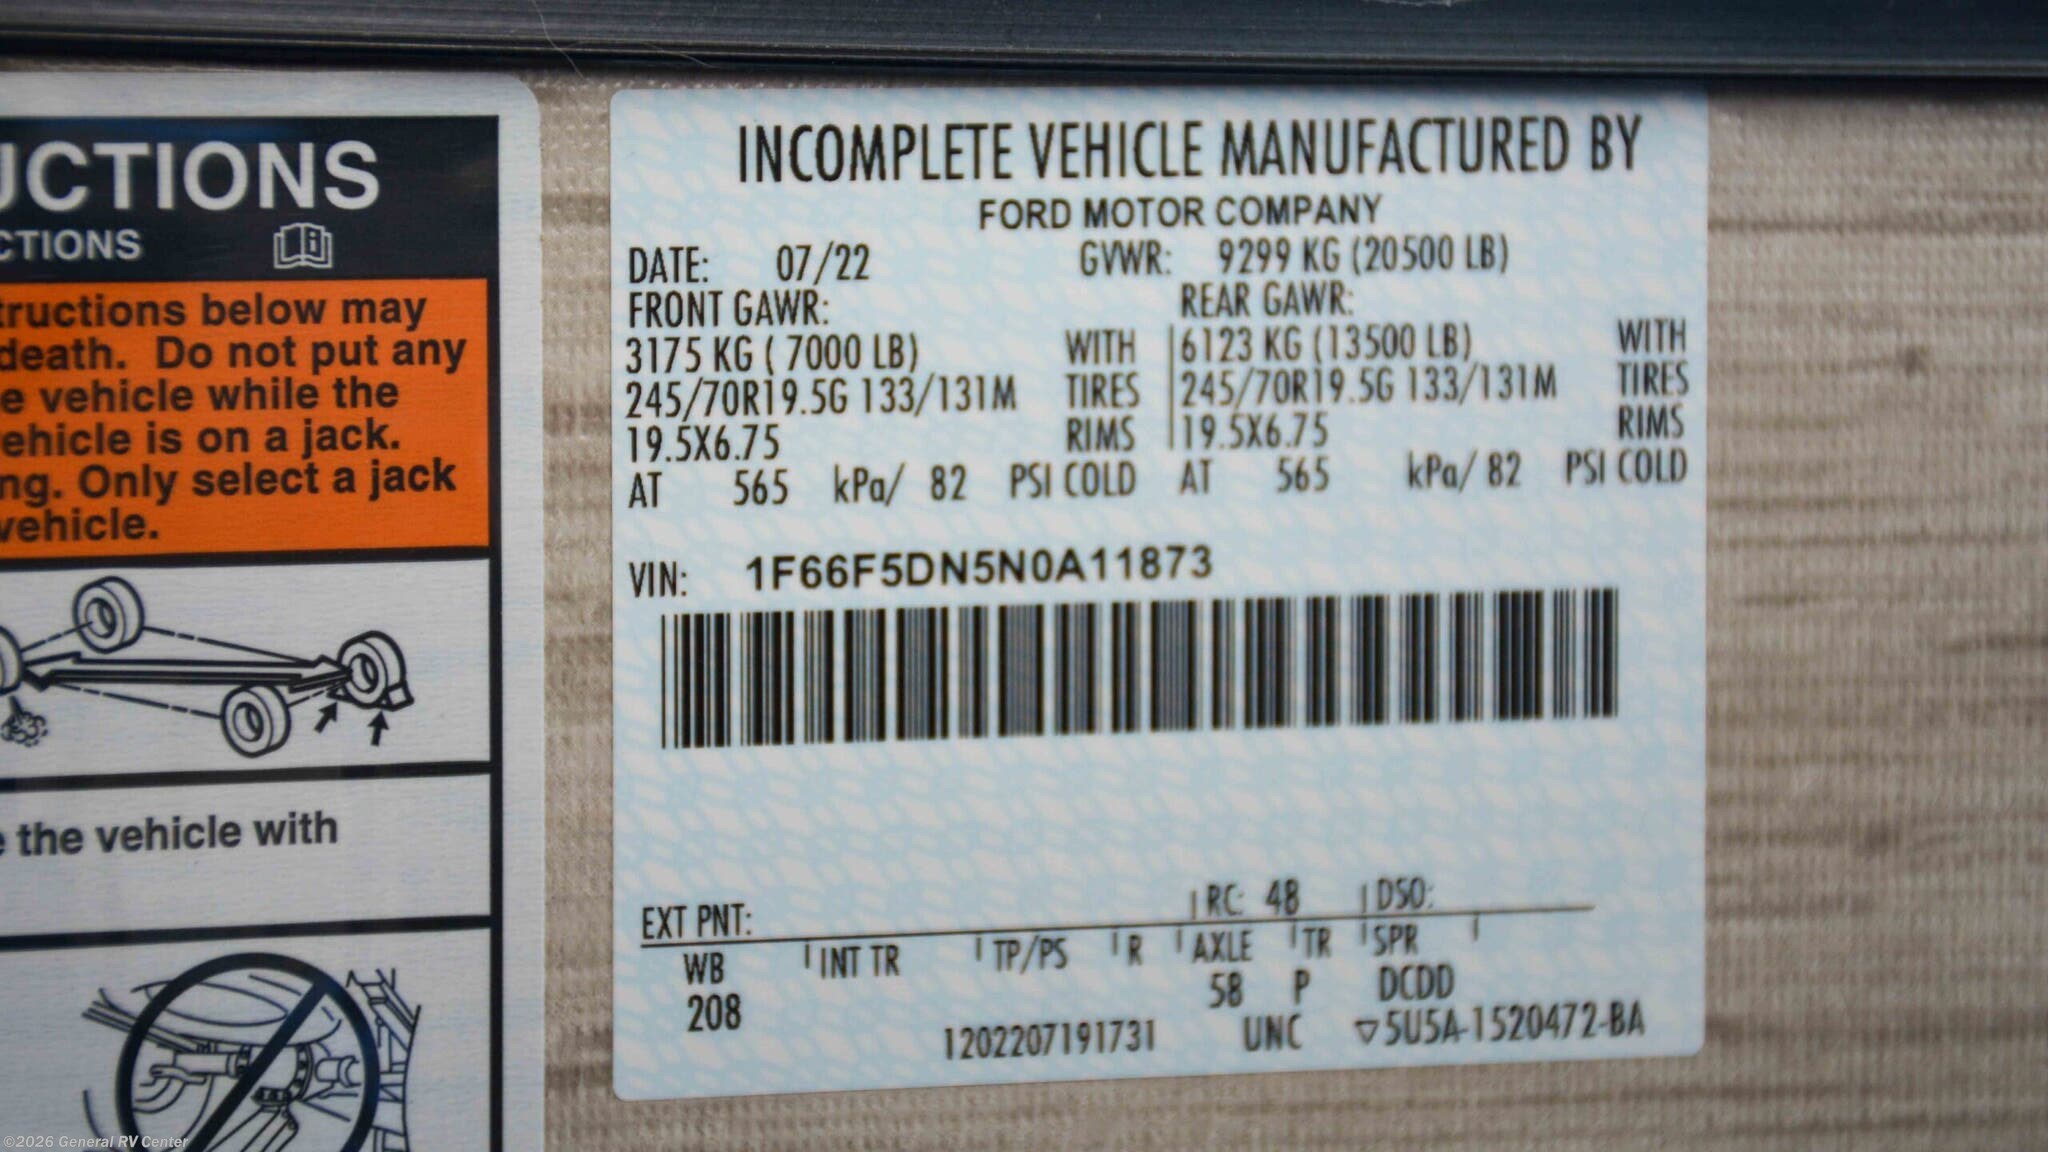 UCTIONS
CTIONS
tructions below may
death. Do not put any
e vehicle while the
ehicle is on a jack.
ng. Only select a jack
vehicle.
e the vehicle with
INCOMPLETE VEHICLE MANUFACTURED BY
FORD MOTOR COMPANY
DATE: 07/22 GVWR: 9299 KG (20500 LB)
FRONT GAWR: REAR GAWR:
3175 KG ( 7000 LB) WITH 6123 KG (13500 LB) WITH
245/70R19.5G 133/131M TIRES 245/70R19.5G 133/131M TIRES
19.5X6.75 RIMS 19.5X6.75 RIMS
AT 565 kPa/ 82 PSI COLD AT 565 kPa/ 82 PSI COLD
VIN: 1F66F5DN5N0A11873
EXT PNT: RC: 48 DSO:
WB INT TR TP/PS R AXLE TR SPR
208 58 P DCDD
1202207191731 UNC ▽5U5A-1520472-BA
©2026 General RV Center